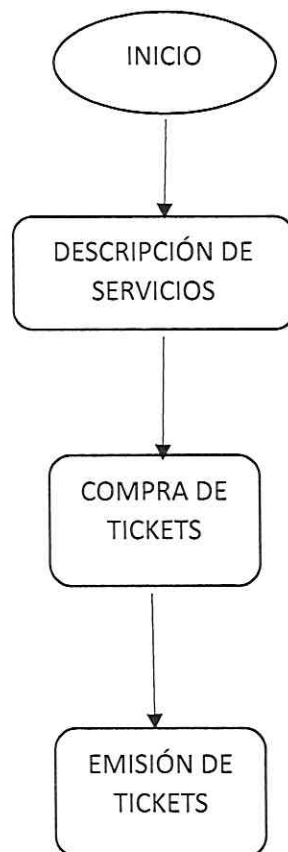 INICIO
DESCRIPCIÓN DE
SERVICIOS
COMPRA DE
TICKETS
EMISIÓN DE
TICKETS